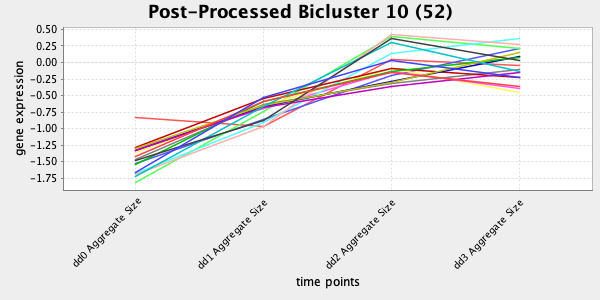 Post-Processed Bicluster 10 (52)
gene expression
0.50
0.25
0.00
-0.25
-0.50
-0.75
-1.00
-1.25
-1.50
-1.75
dd0 Aggregate Size
dd1 Aggregate Size
dd2 Aggregate Size
dd3 Aggregate Size
time points